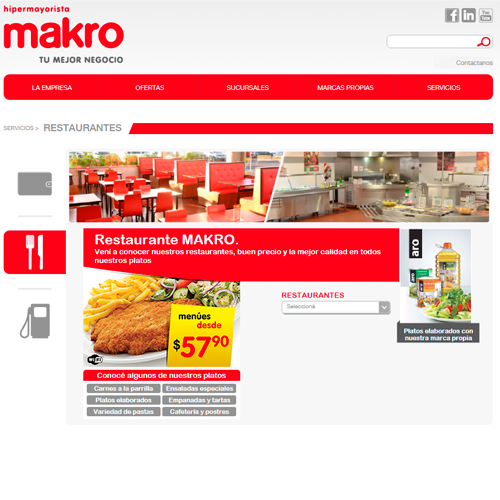 hipermayorista
makro
TU MEJOR NEGOCIO
Contactanos
LA EMPRESA
OFERTAS
SUCURSALES
MARCAS PROPIAS
SERVICIOS
SERVICIOS > RESTAURANTES
Restaurante MAKRO.
Vení a conocer nuestros restaurantes, buen precio y la mejor calidad en todos
nuestros platos
menúes
desde
$57.90
WiFi
Conocé algunos de nuestros platos
Carnes a la parrilla
Ensaladas especiales
Platos elaborados
Empanadas y tartas
Variedad de pastas
Cafetería y postres
RESTAURANTES
Seleccioná
aro
Platos elaborados con
nuestra marca propia